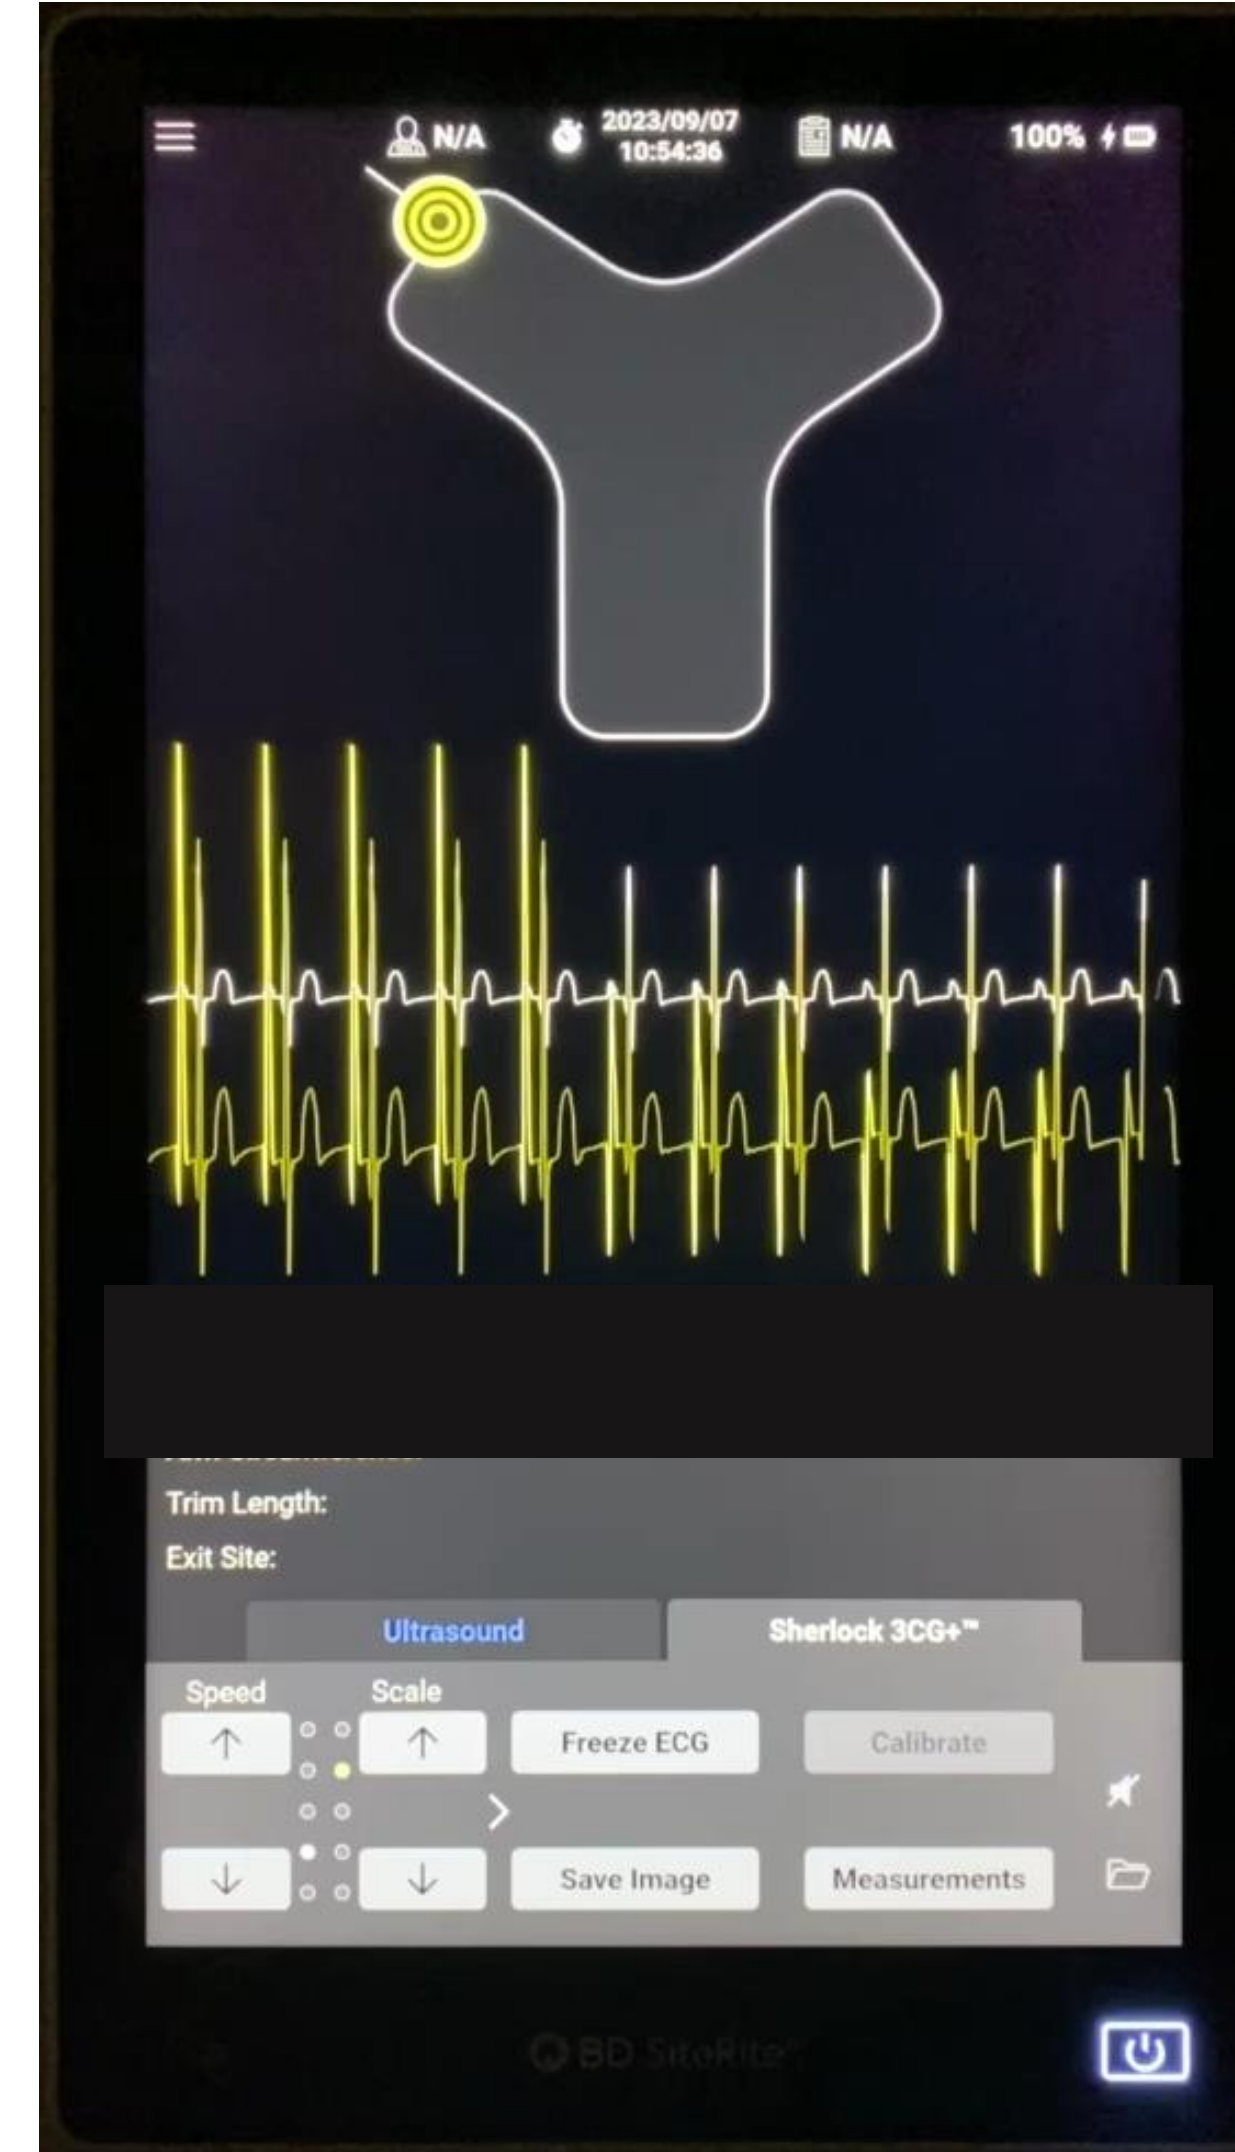 N/A
2023/09/07
10:54:36
N/A
100%
Trim Length:
Exit Site:
Ultrasound
Sherlock 3CG+™
Speed
Scale
Freeze ECG
Calibrate
Save Image
Measurements
BD SiteRite™